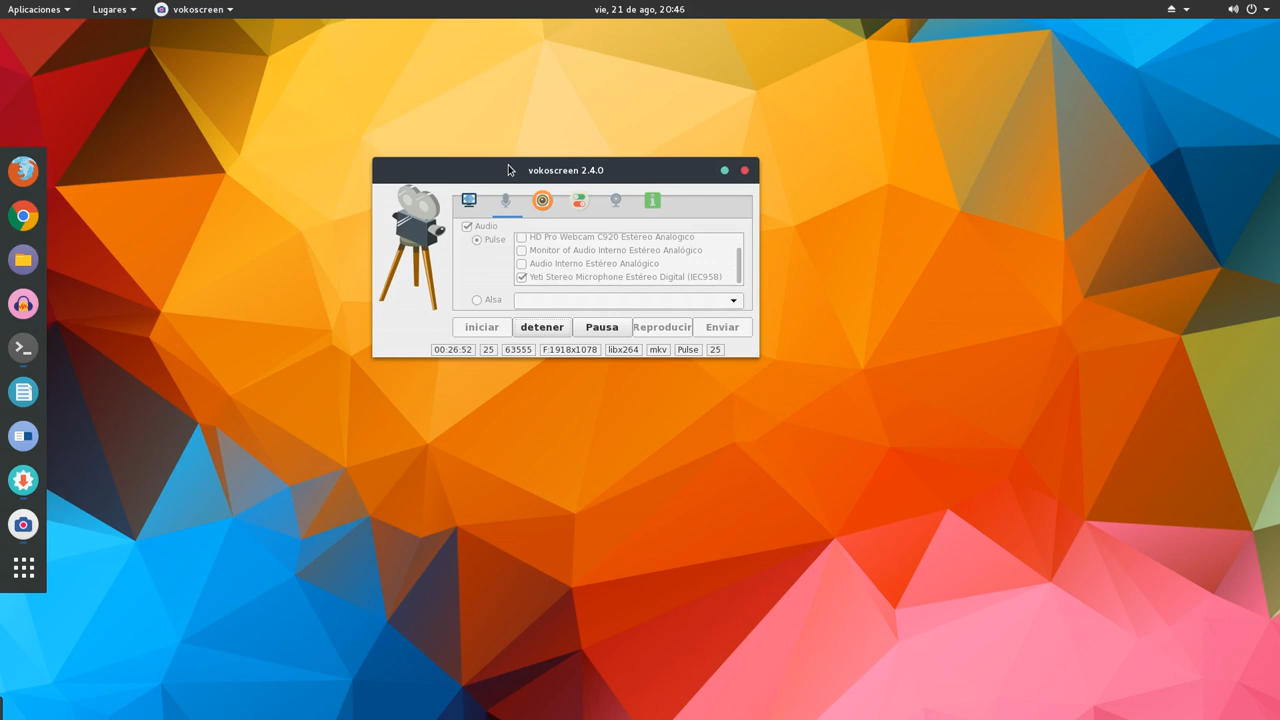 Aplicaciones Lugares vokoscreen vie, 21 de ago, 20:46
vokoscreen 2.4.0
Audio
Pulse
HD Pro Webcam C920 Estéreo Analógico
Monitor of Audio Interno Estéreo Analógico
Audio Interno Estéreo Analógico
Yeti Stereo Microphone Estéreo Digital (IEC958)
Alsa
iniciar detener Pausa Reproducir Enviar
00:26:52 25 63555 F:1918x1078 libx264 mkv Pulse 25